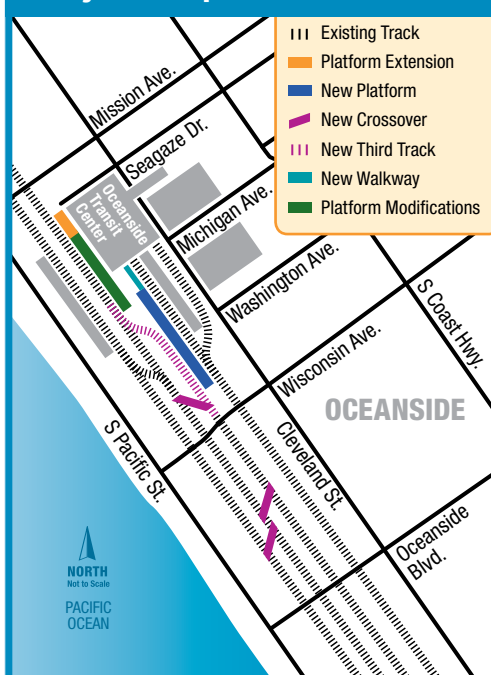 Existing Track
Platform Extension
New Platform
New Crossover
New Third Track
New Walkway
Platform Modifications
Mission Ave.
Seagaze Dr.
Oceanside
Transit
Center
Michigan Ave.
Washington Ave.
S Coast Hwy.
Wisconsin Ave.
OCEANSIDE
Cleveland St.
S Pacific St.
Oceanside
Blvd.
NORTH
Not to Scale
PACIFIC
OCEAN